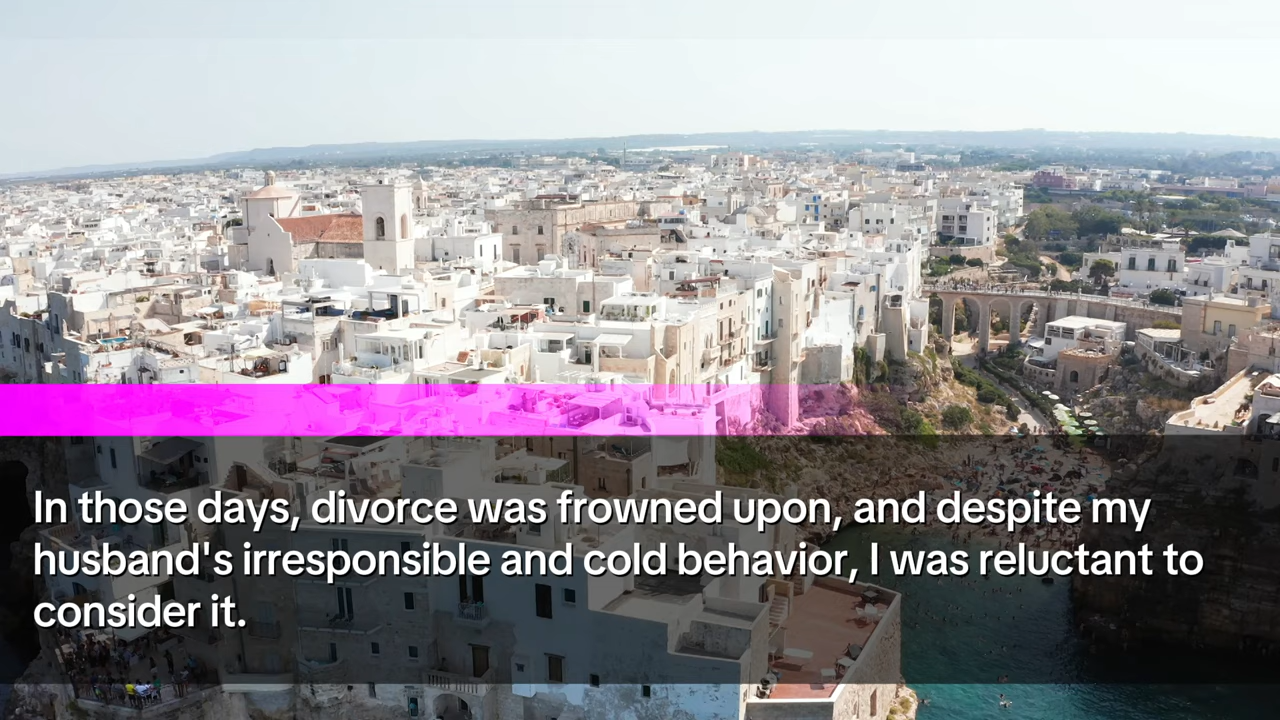 In those days, divorce was frowned upon, and despite my
husband's irresponsible and cold behavior, I was reluctant to
consider it.